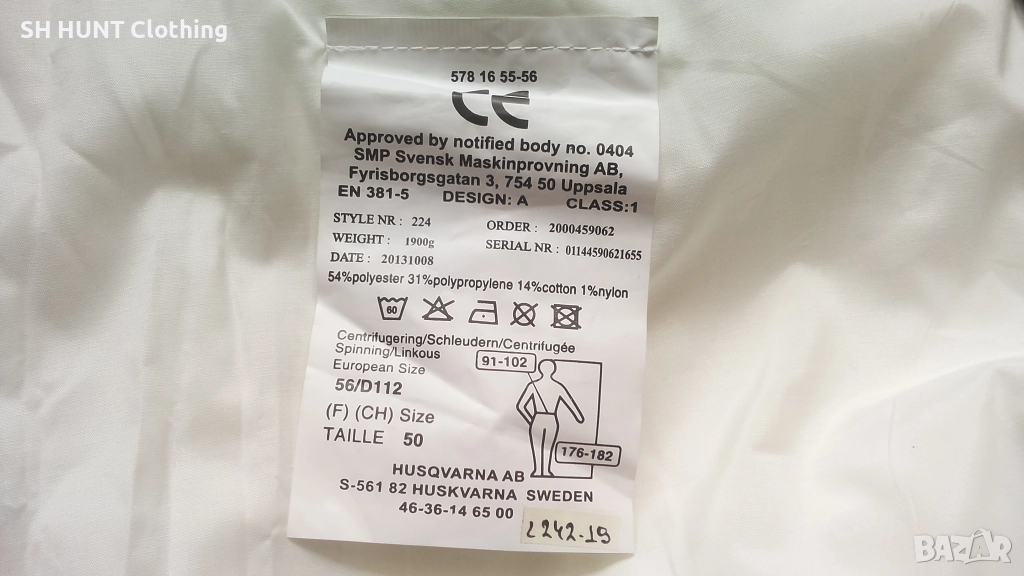 SH HUNT Clothing
578 16 55-56
CE
Approved by notified body no. 0404
SMP Svensk Maskinprovning AB,
Fyrisborgsgatan 3, 754 50 Uppsala
EN 381-5 DESIGN: A CLASS:1
STYLE NR : 224 ORDER : 2000459062
WEIGHT : 1900g SERIAL NR : 01144590621655
DATE : 20131008
54%polyester 31%polypropylene 14%cotton 1%nylon
60
Centrifugering/Schleudern/Centrifugée
Spinning/Linkous
European Size
56/D112
91-102
(F) (CH) Size
TAILLE 50
176-182
HUSQVARNA AB
S-561 82 HUSKVARNA SWEDEN
46-36-14 65 00
L242-19
BAZAR